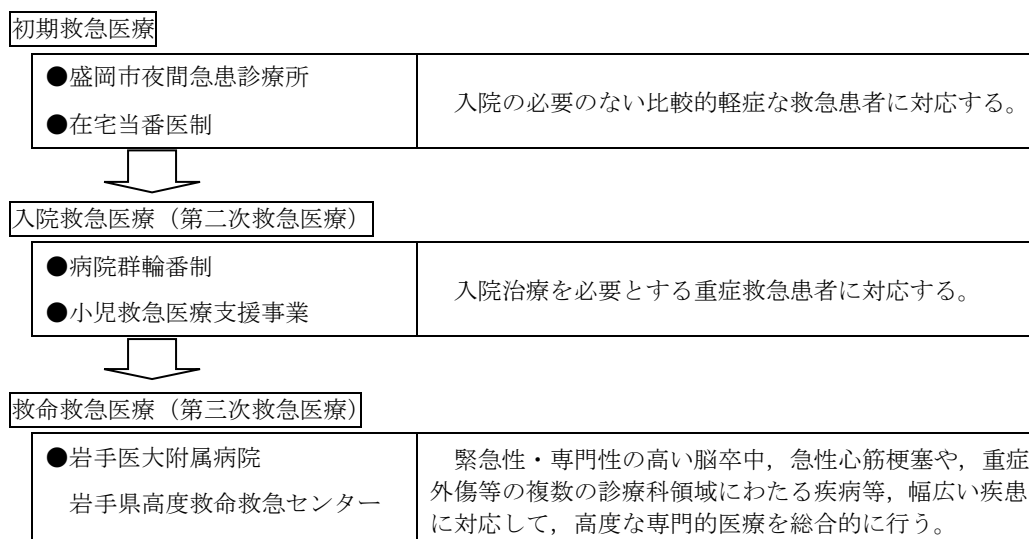 初期救急医療
●盛岡市夜間急患診療所
●在宅当番医制
入院の必要のない比較的軽症な救急患者に対応する。
入院救急医療（第二次救急医療）
●病院群輪番制
●小児救急医療支援事業
入院治療を必要とする重症救急患者に対応する。
救命救急医療（第三次救急医療）
●岩手医大附属病院
岩手県高度救命救急センター
緊急性・専門性の高い脳卒中，急性心筋梗塞や，重症
外傷等の複数の診療科領域にわたる疾病等，幅広い疾患
に対応して，高度な専門的医療を総合的に行う。